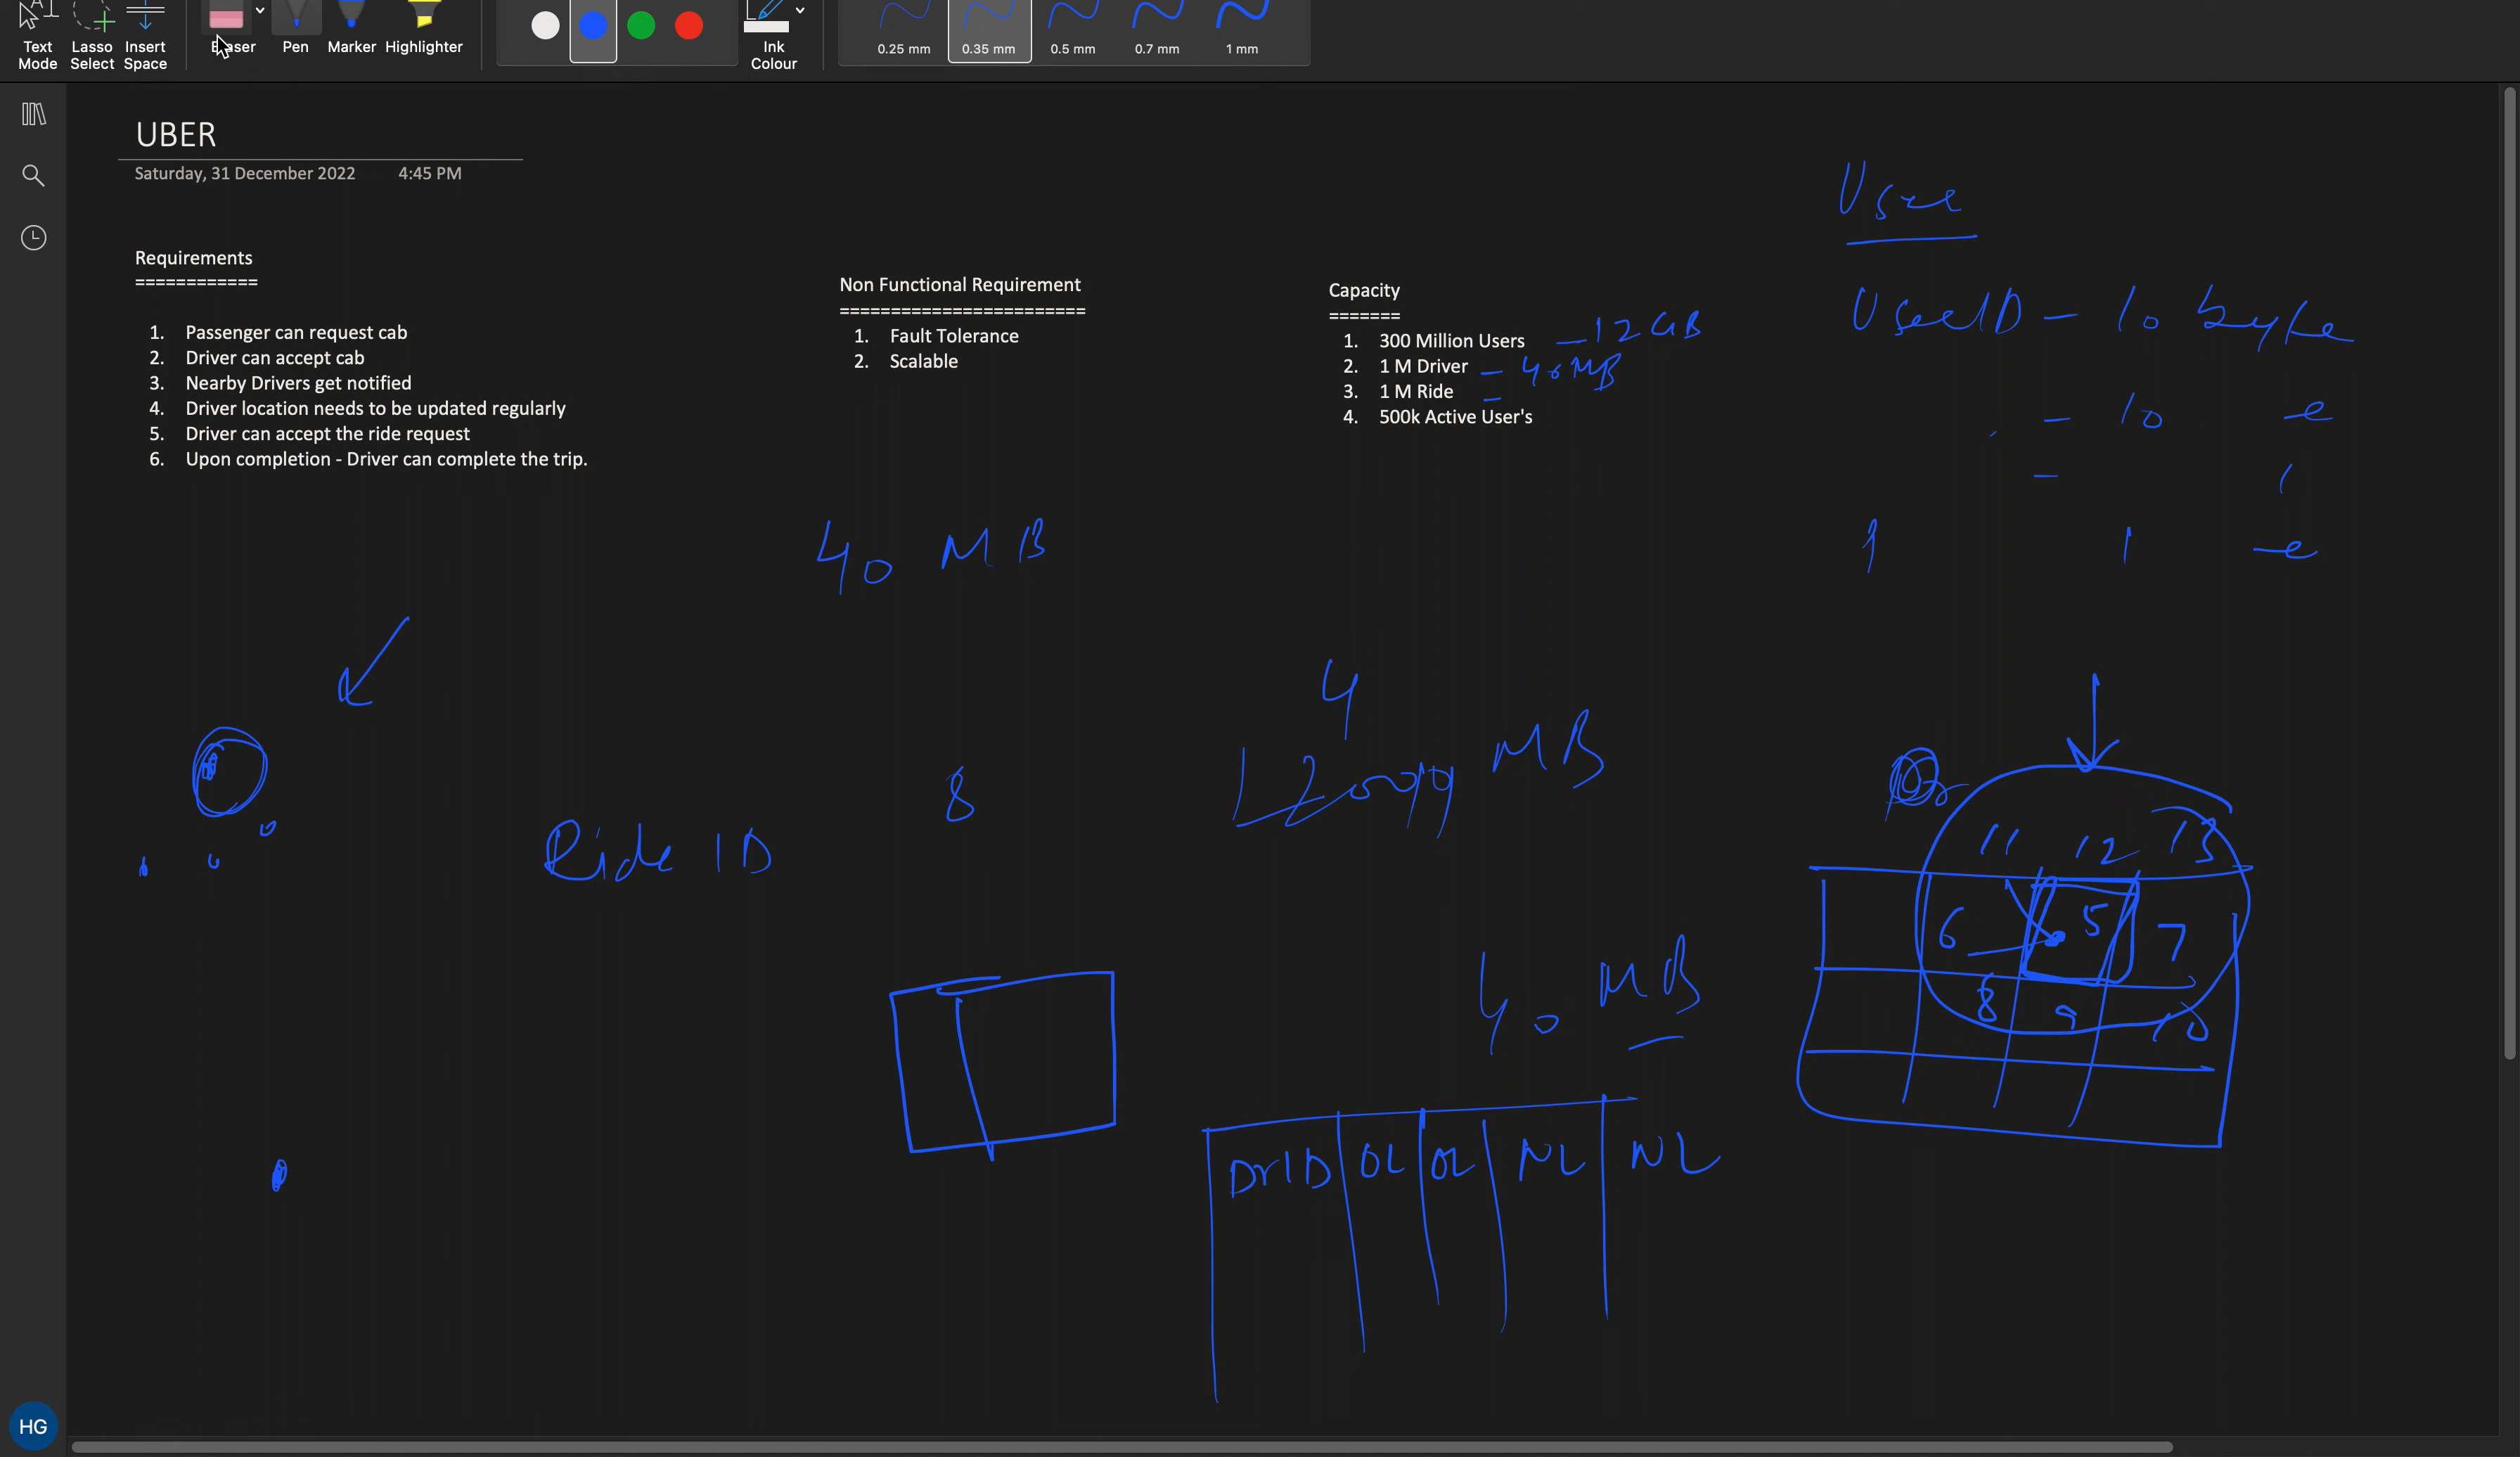 Text Mode
Lasso Select
Insert Space
Eraser
Pen
Marker
Highlighter
Ink Colour
0.25 mm
0.35 mm
0.5 mm
0.7 mm
1 mm
UBER
Saturday, 31 December 2022 4:45 PM
Requirements
============
1. Passenger can request cab
2. Driver can accept cab
3. Nearby Drivers get notified
4. Driver location needs to be updated regularly
5. Driver can accept the ride request
6. Upon completion - Driver can complete the trip.
Non Functional Requirement
========================
1. Fault Tolerance
2. Scalable
Capacity
=======
1. 300 Million Users - 12 GB
2. 1 M Driver - 40 MB
3. 1 M Ride -
4. 500k Active User's
User
UserID - 10 byte
- 10
40 MB
4
MB
8
Ride ID
40 MB
11 12 13
6 5 7
8 9 10
DrID OL OL NL NL
HG